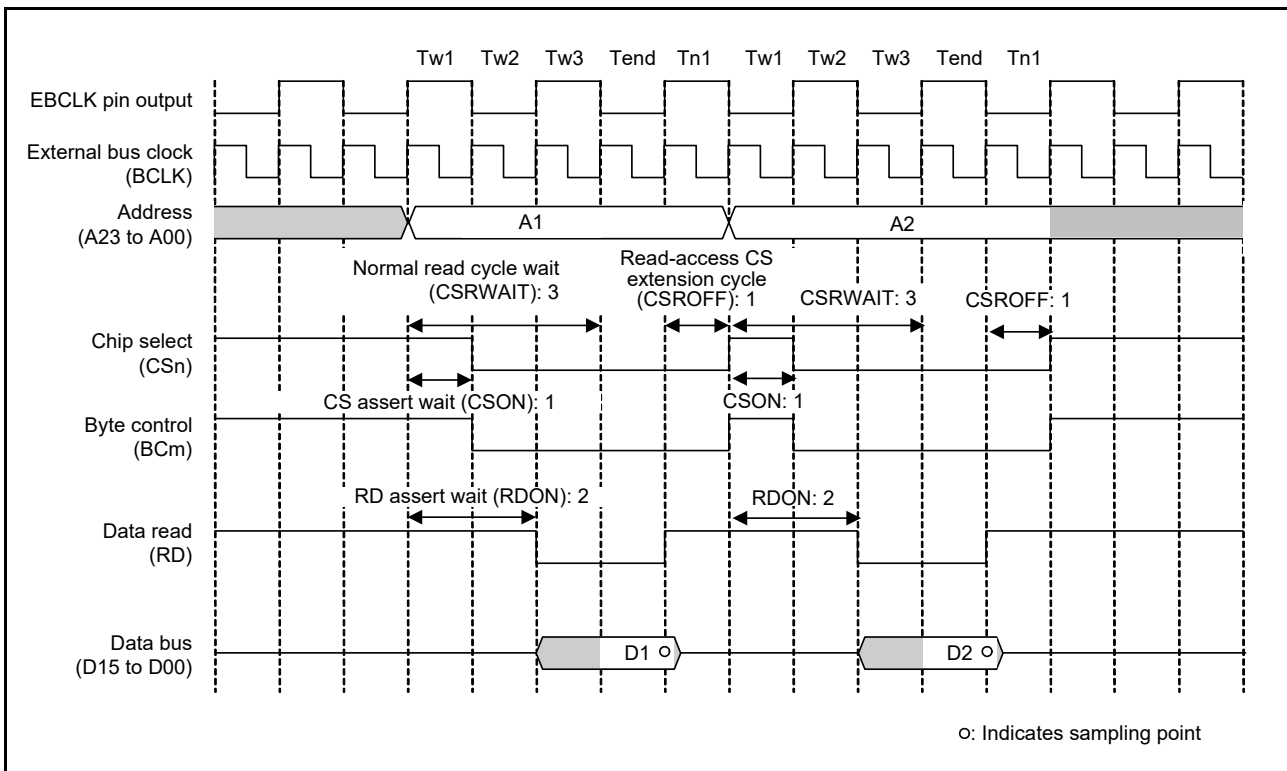 Tw1 Tw2 Tw3 Tend Tn1 Tw1 Tw2 Tw3 Tend Tn1
EBCLK pin output
External bus clock
(BCLK)
Address
(A23 to A00)
A1
A2
Normal read cycle wait
(CSRWAIT): 3
Read-access CS
extension cycle
(CSROFF): 1
CSRWAIT: 3
CSROFF: 1
Chip select
(CSn)
CS assert wait (CSON): 1
CSON: 1
Byte control
(BCm)
RD assert wait (RDON): 2
RDON: 2
Data read
(RD)
Data bus
(D15 to D00)
D1
D2
: Indicates sampling point